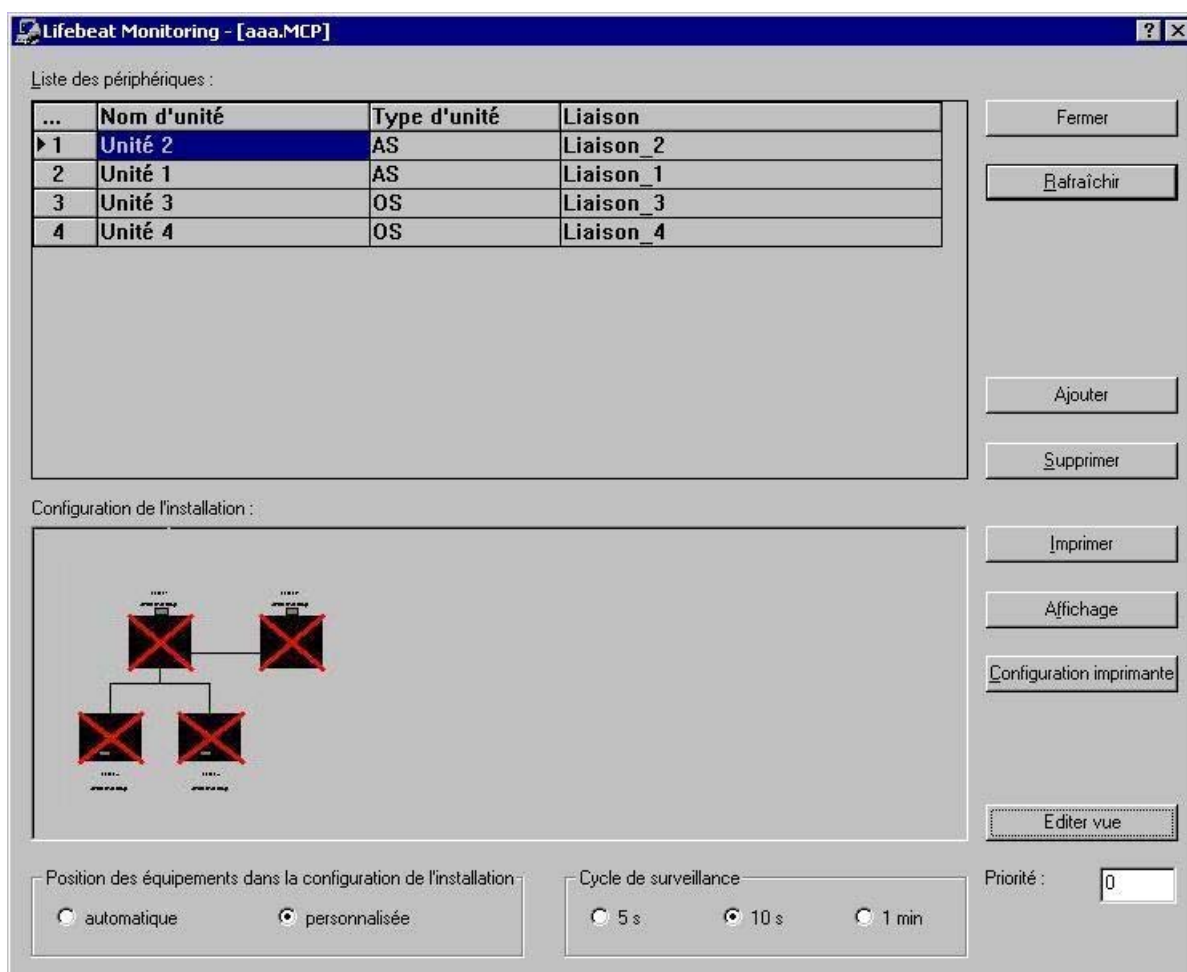 Lifebeat Monitoring - [aaa.MCP]
Liste des périphériques :
... Nom d'unité Type d'unité Liaison
1 Unité 2 AS Liaison_2
2 Unité 1 AS Liaison_1
3 Unité 3 OS Liaison_3
4 Unité 4 OS Liaison_4
Fermer
Rafraîchir
Ajouter
Supprimer
Configuration de l'installation :
Imprimer
Affichage
Configuration imprimante
Editer vue
Position des équipements dans la configuration de l'installation
automatique personnalisée
Cycle de surveillance
5 s 10 s 1 min
Priorité : 0